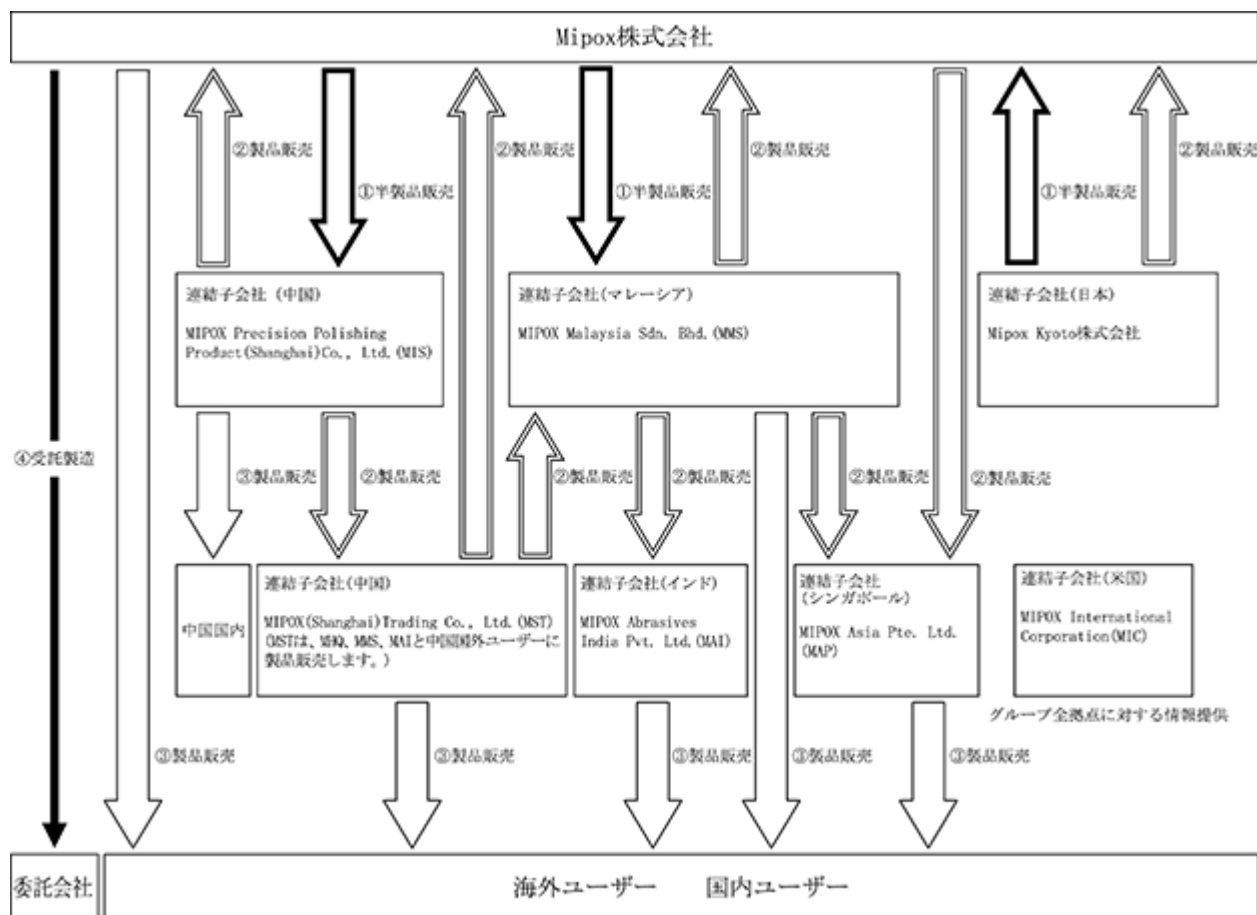 Mipox株式会社
②製品販売
②製品販売
②製品販売
②製品販売
①半製品販売
①半製品販売
①半製品販売
連結子会社 (中国)
MIPOX Precision Polishing
Product(Shanghai)Co., Ltd.(MIS)
連結子会社(マレーシア)
MIPOX Malaysia Sdn. Bhd.(MMS)
連結子会社(日本)
Mipox Kyoto株式会社
④受託製造
③製品販売
②製品販売
②製品販売
②製品販売
②製品販売
②製品販売
中国国内
連結子会社(中国)
MIPOX(Shanghai)Trading Co., Ltd.(MST)
(MSTは、MHQ、MMS、MAIと中国国外ユーザーに
製品販売します。)
連結子会社(インド)
MIPOX Abrasives
India Pvt. Ltd.(MAI)
連結子会社
(シンガポール)
MIPOX Asia Pte. Ltd.
(MAP)
連結子会社(米国)
MIPOX International
Corporation(MIC)
グループ全拠点に対する情報提供
③製品販売
③製品販売
③製品販売
③製品販売
③製品販売
委託会社
海外ユーザー 国内ユーザー